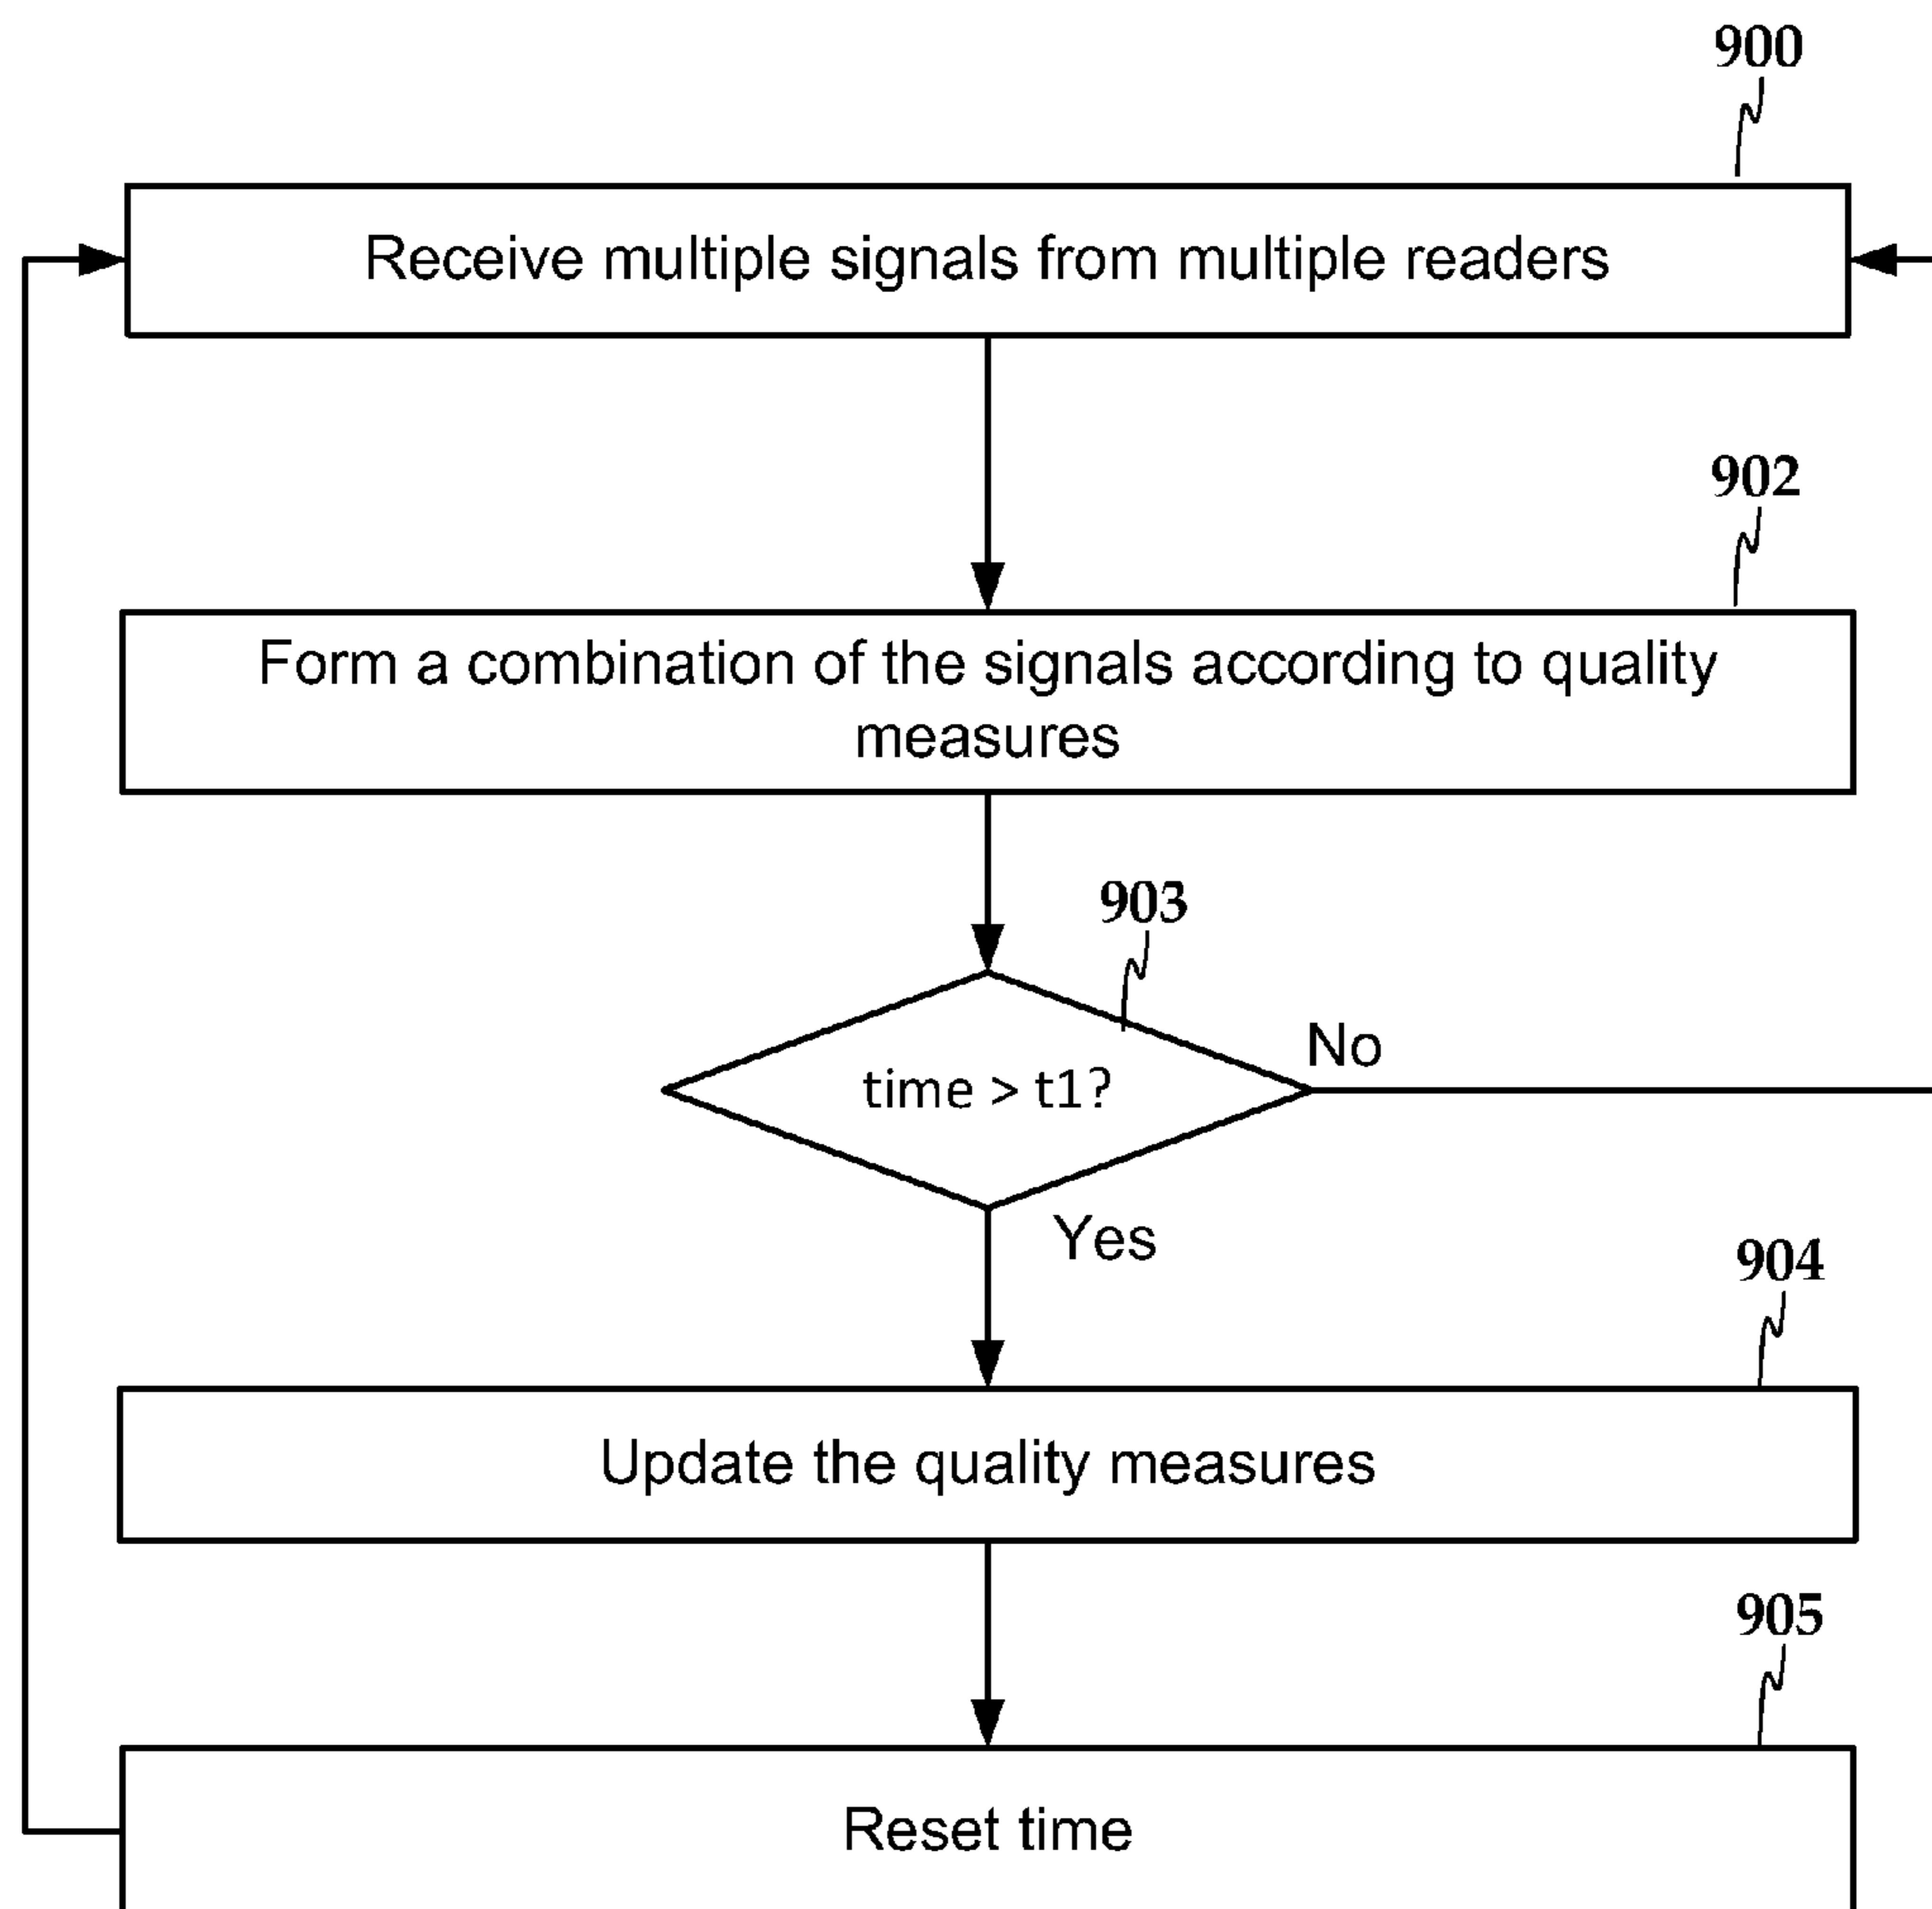 900
Receive multiple signals from multiple readers
902
Form a combination of the signals according to quality
measures
903
time > t1?
No
Yes
904
Update the quality measures
905
Reset time